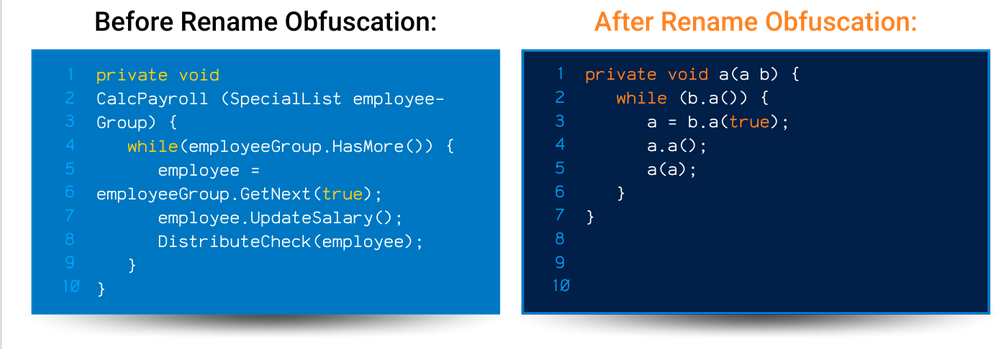 Before Rename Obfuscation:
1 private void
2 CalcPayroll (SpecialList employee-
3 Group) {
4 while(employeeGroup.HasMore()) {
5 employee =
6 employeeGroup.GetNext(true);
7 employee.UpdateSalary();
8 DistributeCheck(employee);
9 }
10 }
After Rename Obfuscation:
1 private void a(a b) {
2 while (b.a()) {
3 a = b.a(true);
4 a.a();
5 a(a);
6 }
7 }
8
9
10